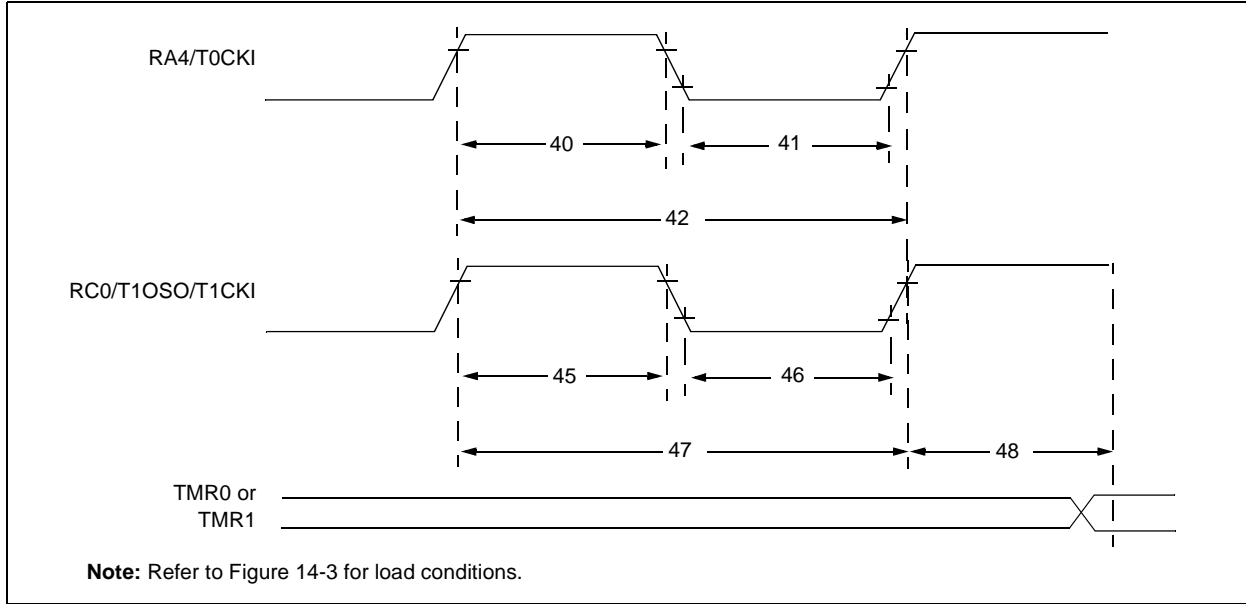 RA4/T0CKI
40
41
42
RC0/T1OSO/T1CKI
45
46
47
48
TMR0 or
TMR1
Note: Refer to Figure 14-3 for load conditions.